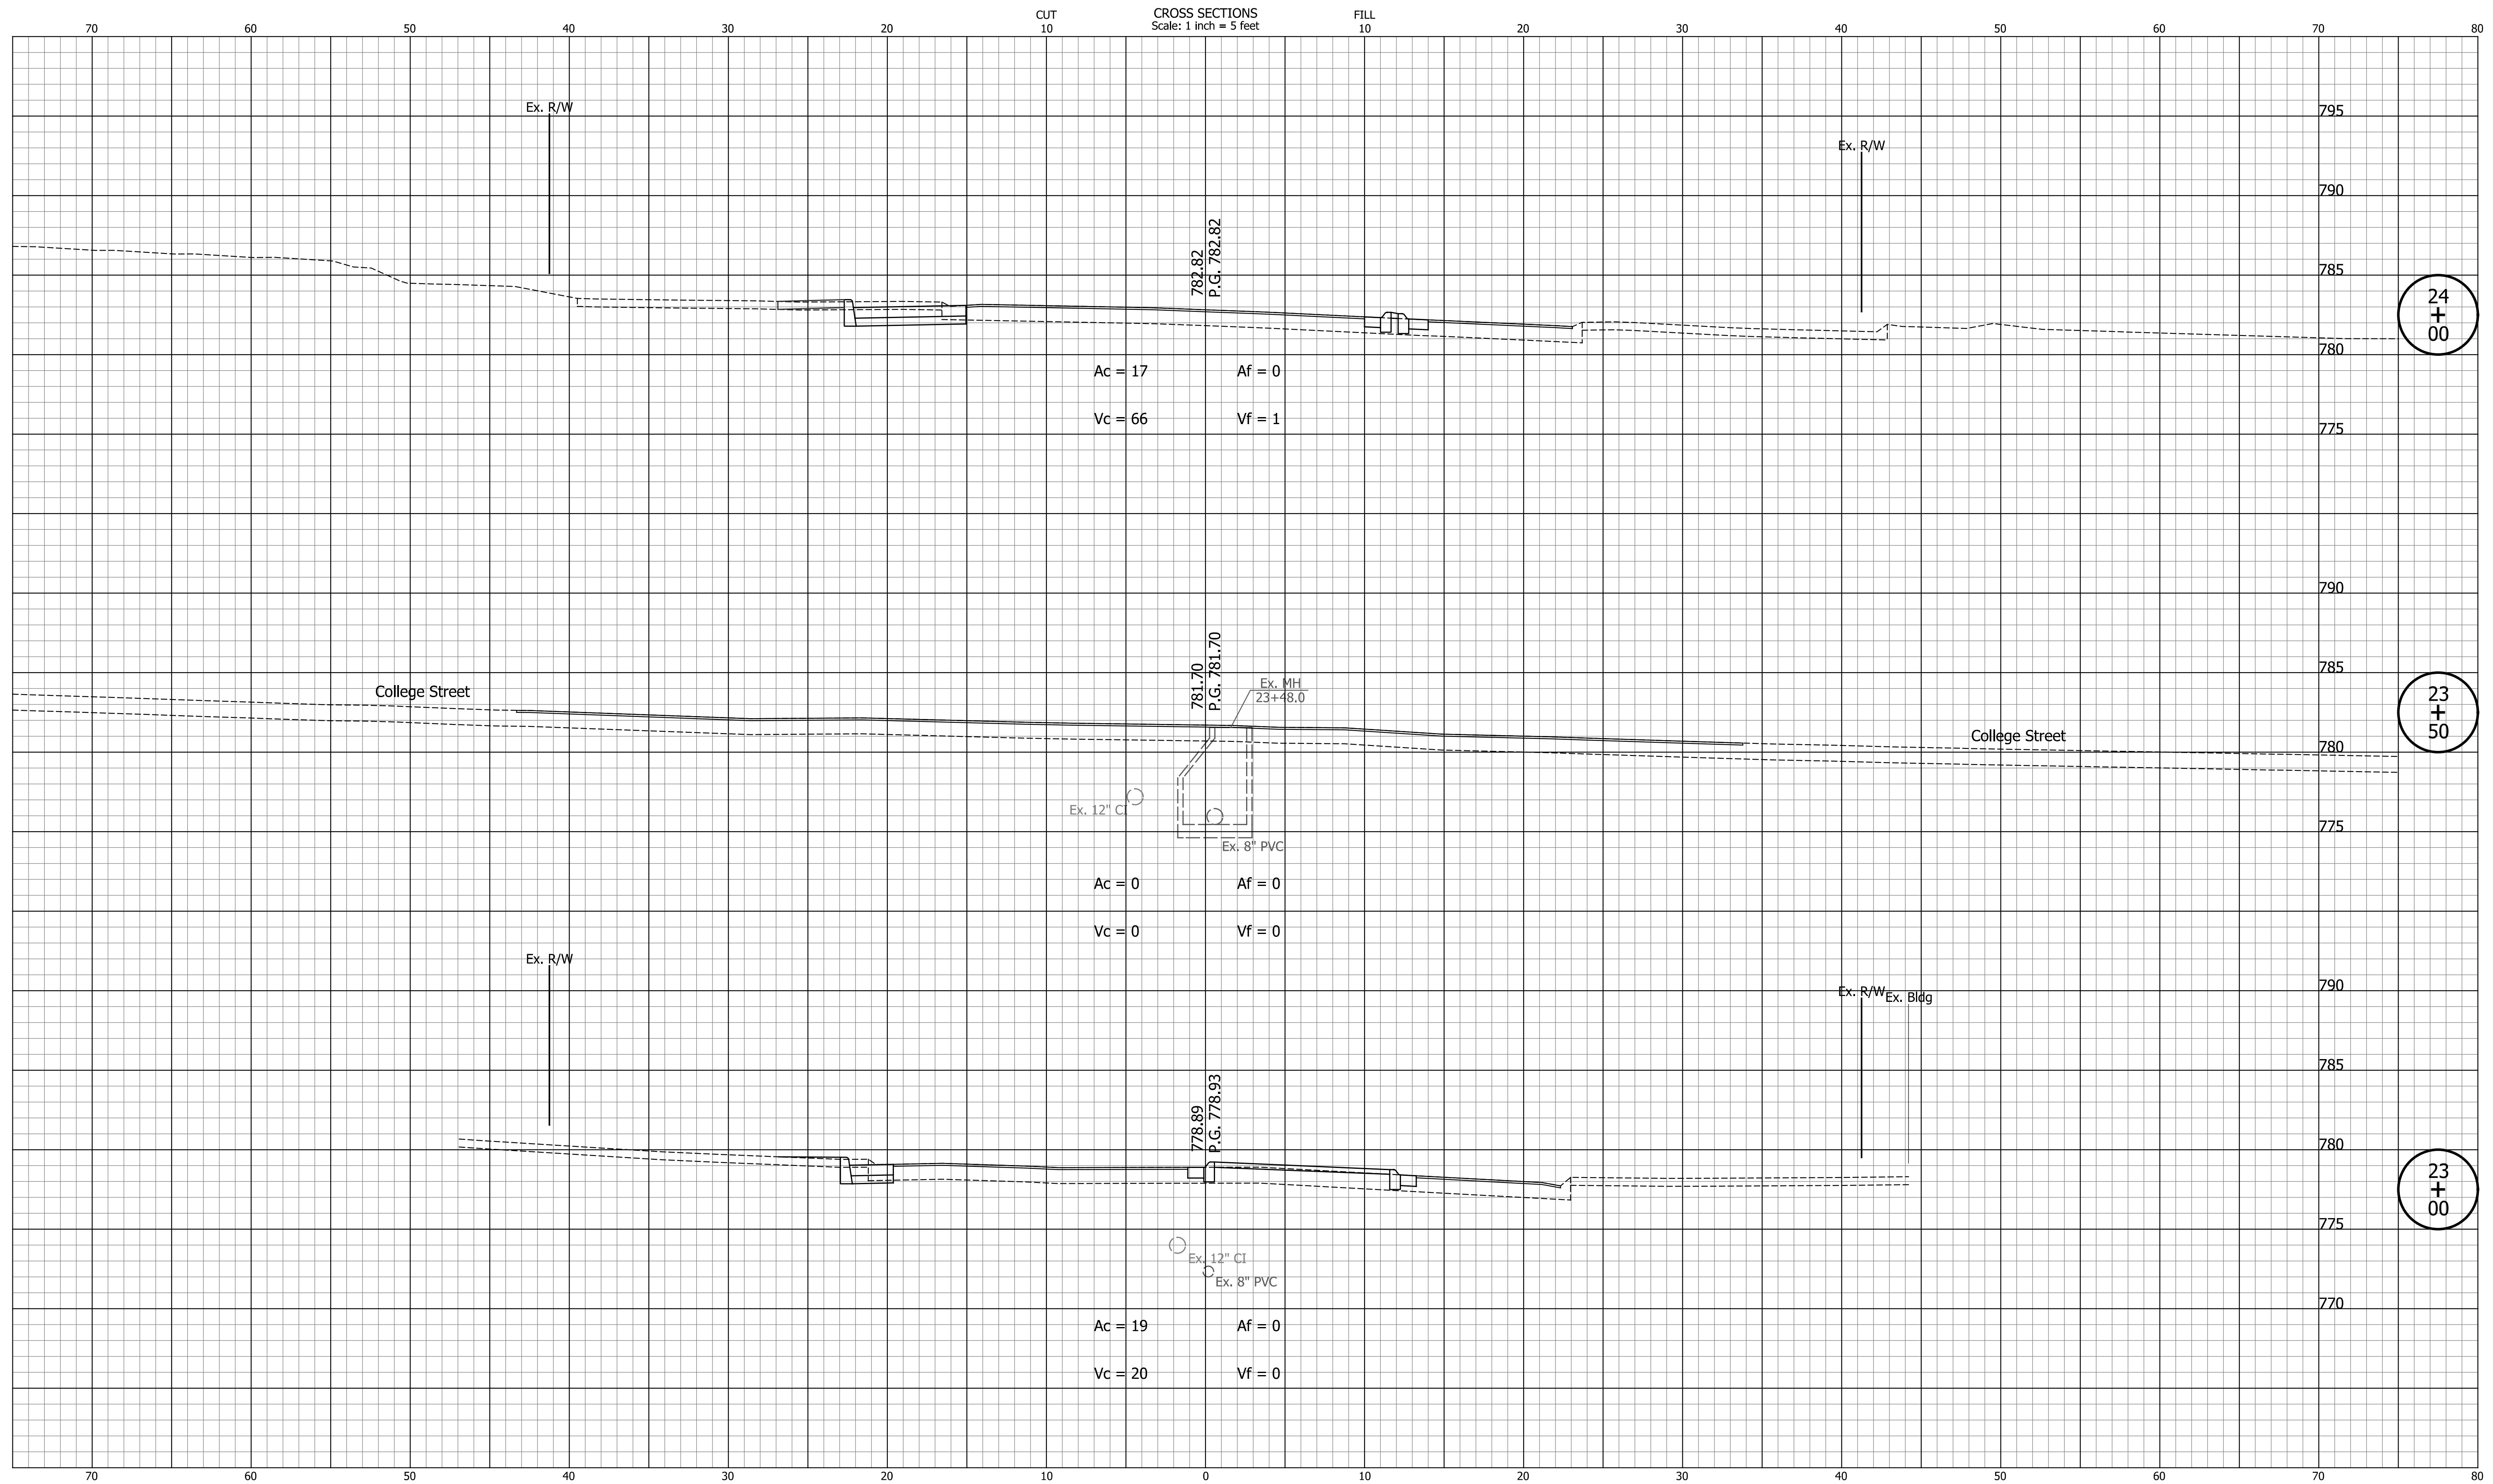 CUT CROSS SECTIONS FILL
Scale: 1 inch = 5 feet
70 60 50 40 30 20 10 10 20 30 40 50 60 70 80
795
Ex. R/W
Ex. R/W
790
782.82
P.G. 782.82
785
24
+
00
780
Ac = 17 Af = 0
Vc = 66 Vf = 1
775
790
781.70
P.G. 781.70
785
College Street
Ex. MH
23+48.0
23
+
50
College Street
780
Ex. 12" CI
775
Ex. 8" PVC
Ac = 0 Af = 0
Vc = 0 Vf = 0
Ex. R/W
790
Ex. R/W
Ex. Bldg
785
778.89
P.G. 778.93
780
23
+
00
775
Ex. 12" CI
Ex. 8" PVC
770
Ac = 19 Af = 0
Vc = 20 Vf = 0
70 60 50 40 30 20 10 0 10 20 30 40 50 60 70 80